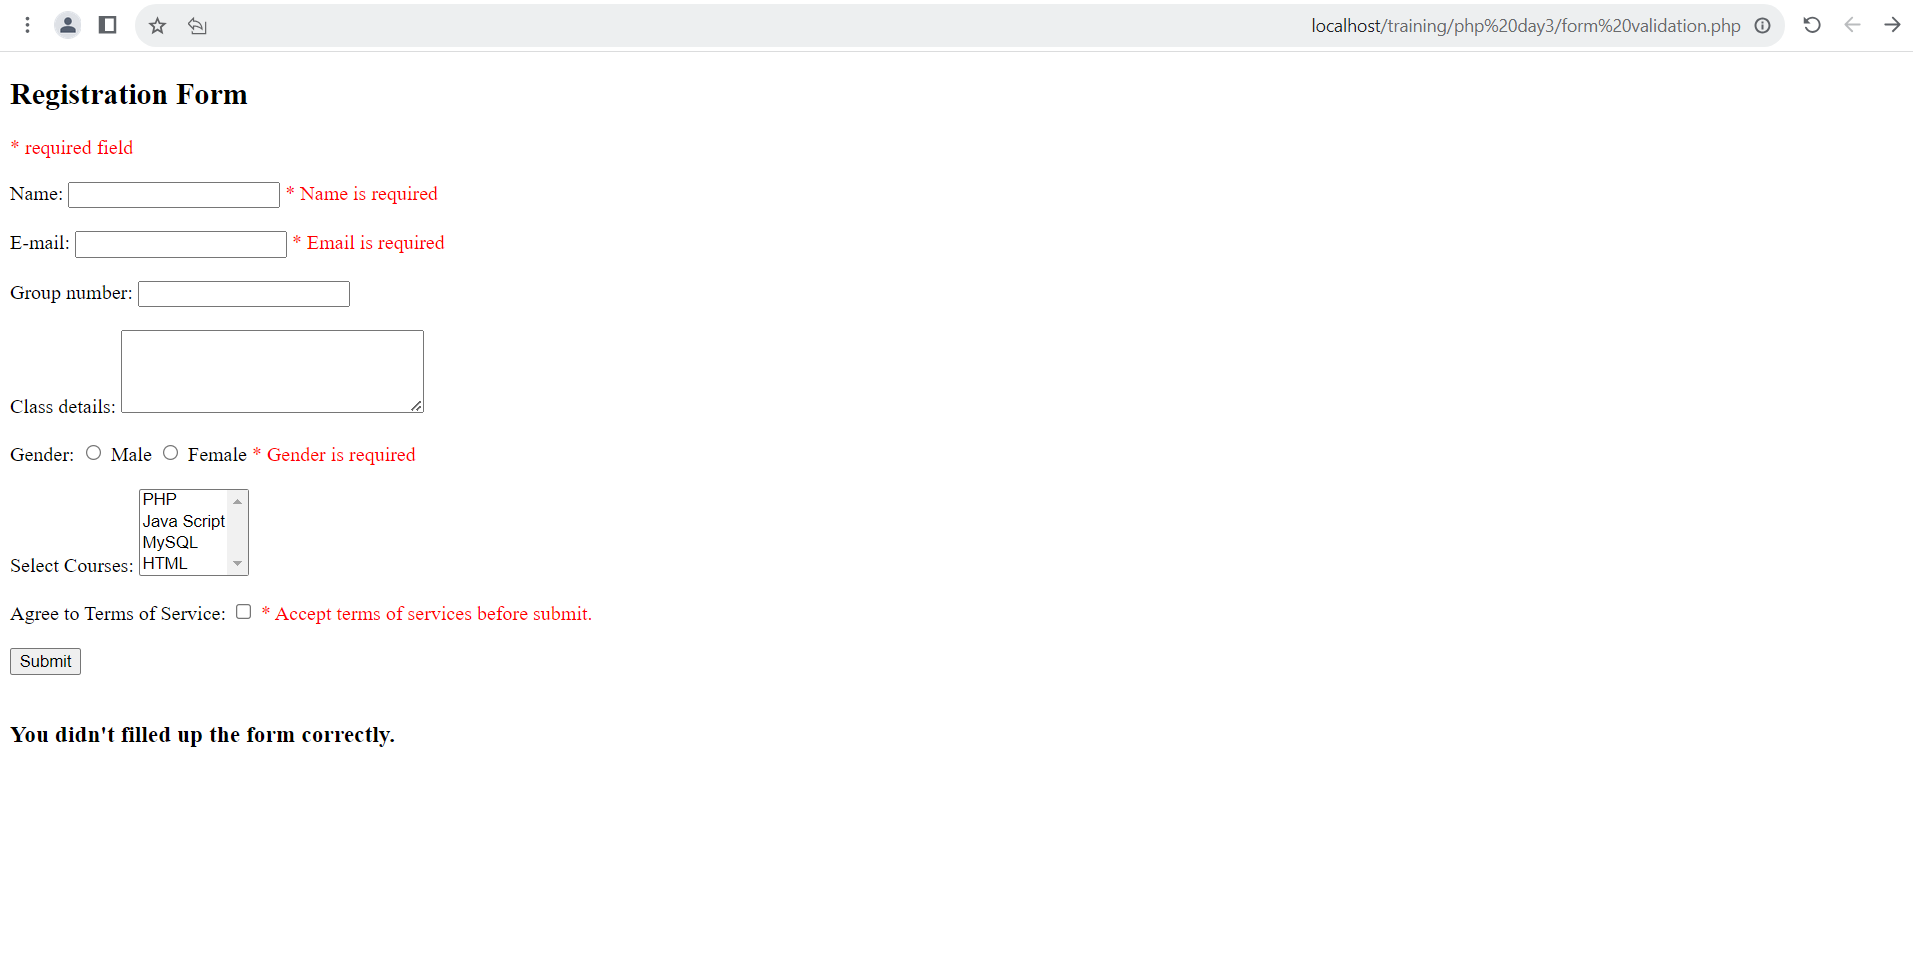 localhost/training/php%20day3/form%20validation.php
Registration Form
* required field
Name: * Name is required
E-mail: * Email is required
Group number:
Class details:
Gender: Male Female * Gender is required
PHP
Java Script
MySQL
HTML
Select Courses:
Agree to Terms of Service: * Accept terms of services before submit.
Submit
You didn't filled up the form correctly.